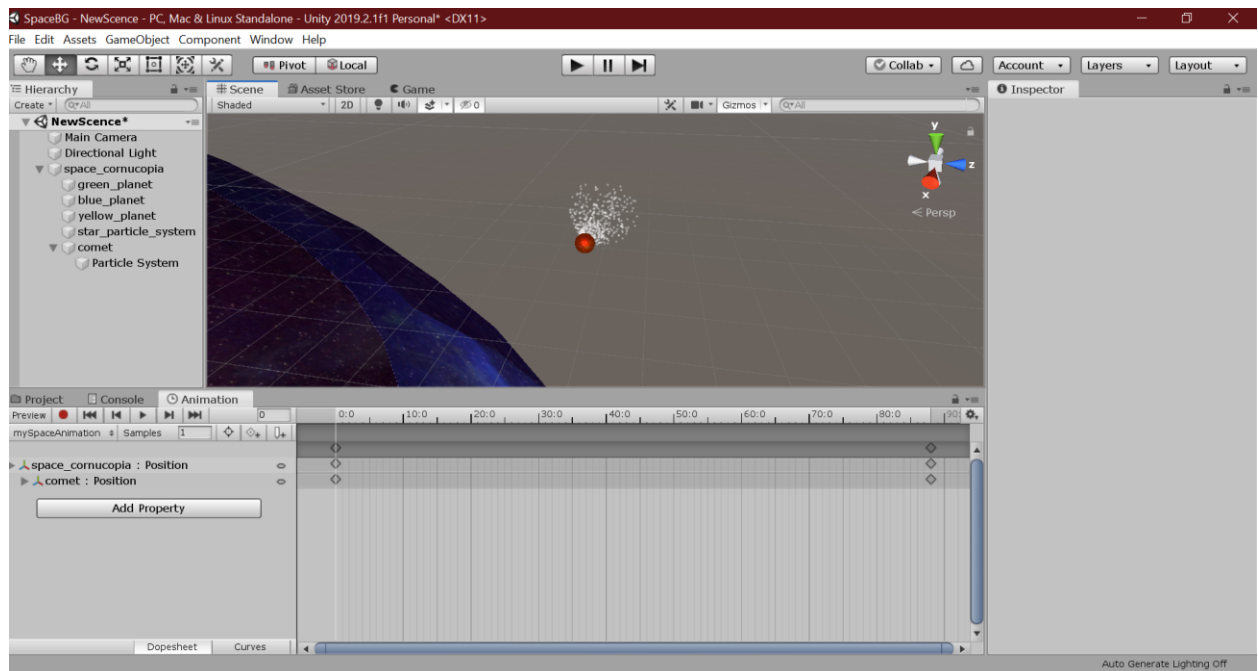 SpaceBG - NewScence - PC, Mac & Linux Standalone - Unity 2019.2.1f1 Personal* <DX11>
File Edit Assets GameObject Component Window Help
Pivot Local Collab Account Layers Layout
Hierarchy Scene Asset Store Game Inspector
Create All Shaded 2D 0 Gizmos All
NewScence*
Main Camera
Directional Light
space_cornucopia
green_planet
blue_planet
yellow_planet
star_particle_system
comet
Particle System
y
z
x
< Persp
Project Console Animation
Preview 0 0:0 10:0 20:0 30:0 40:0 50:0 60:0 70:0 80:0 90:
mySpaceAnimation Samples 1
space_cornucopia : Position
comet : Position
Add Property
Dopesheet Curves
Auto Generate Lighting Off